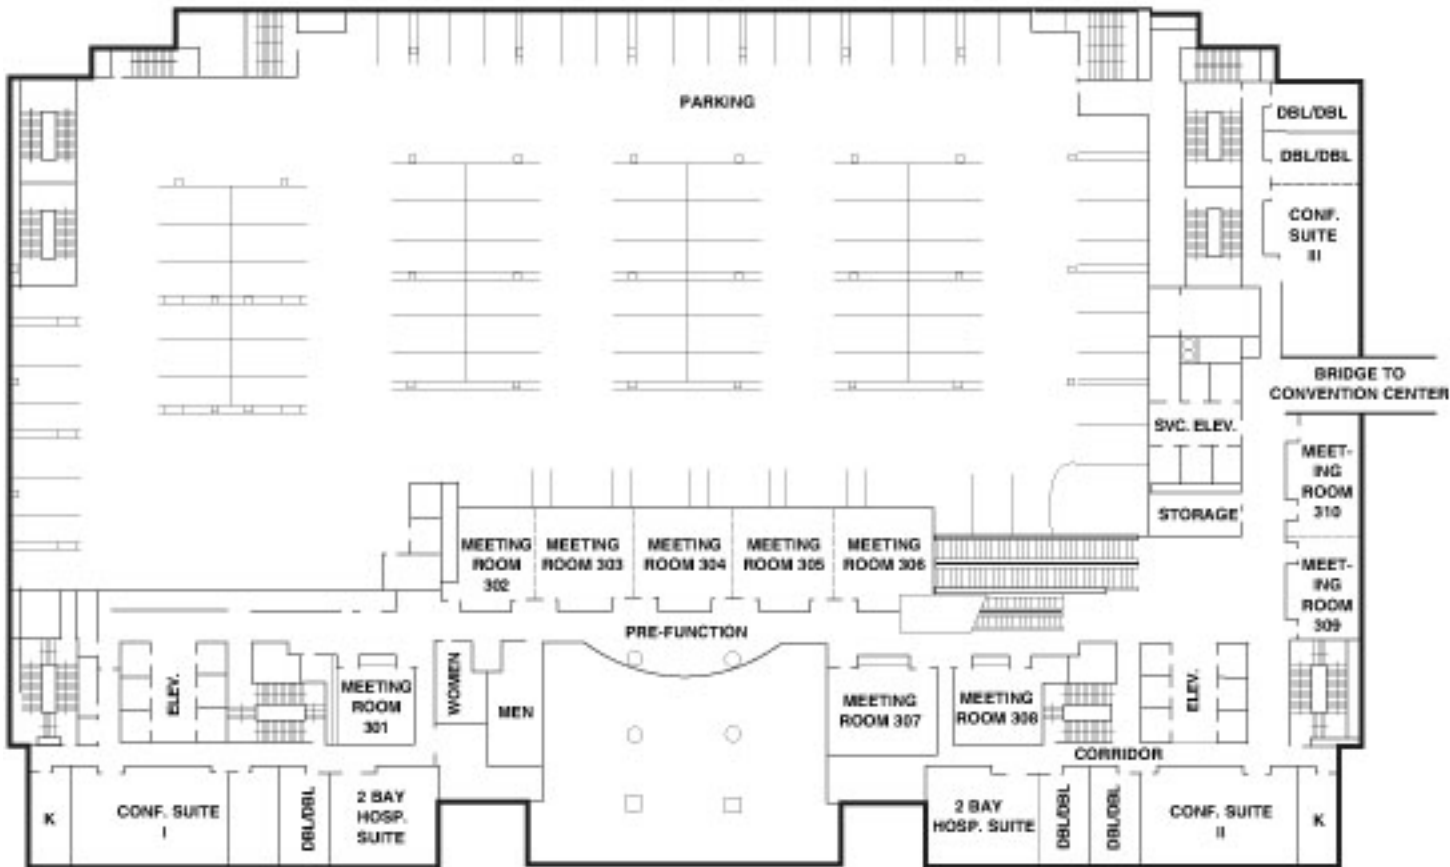 PARKING
DBL/DBL
DBL/DBL
CONF.
SUITE
III
BRIDGE TO
CONVENTION CENTER
SVC. ELEV.
MEET-
ING
ROOM
310
STORAGE
MEETING
ROOM
302
MEETING
ROOM 303
MEETING
ROOM 304
MEETING
ROOM 305
MEETING
ROOM 306
MEET-
ING
ROOM
309
PRE-FUNCTION
ELEV.
MEETING
ROOM
301
WOMEN
MEN
MEETING
ROOM 307
MEETING
ROOM 308
ELEV.
CORRIDOR
K
CONF. SUITE
I
DBL/DBL
2 BAY
HOSP.
SUITE
2 BAY
HOSP. SUITE
DBL/DBL
DBL/DBL
CONF. SUITE
II
K